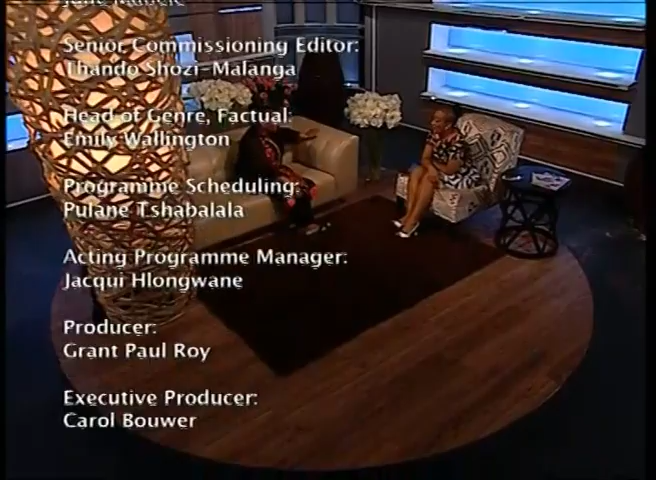 Senior Commissioning Editor:
Thando Shozi-Malanga
Head of Genre, Factual:
Emily Wallington
Programme Scheduling:
Pulane Tshabalala
Acting Programme Manager:
Jacqui Hlongwane
Producer:
Grant Paul Roy
Executive Producer:
Carol Bouwer